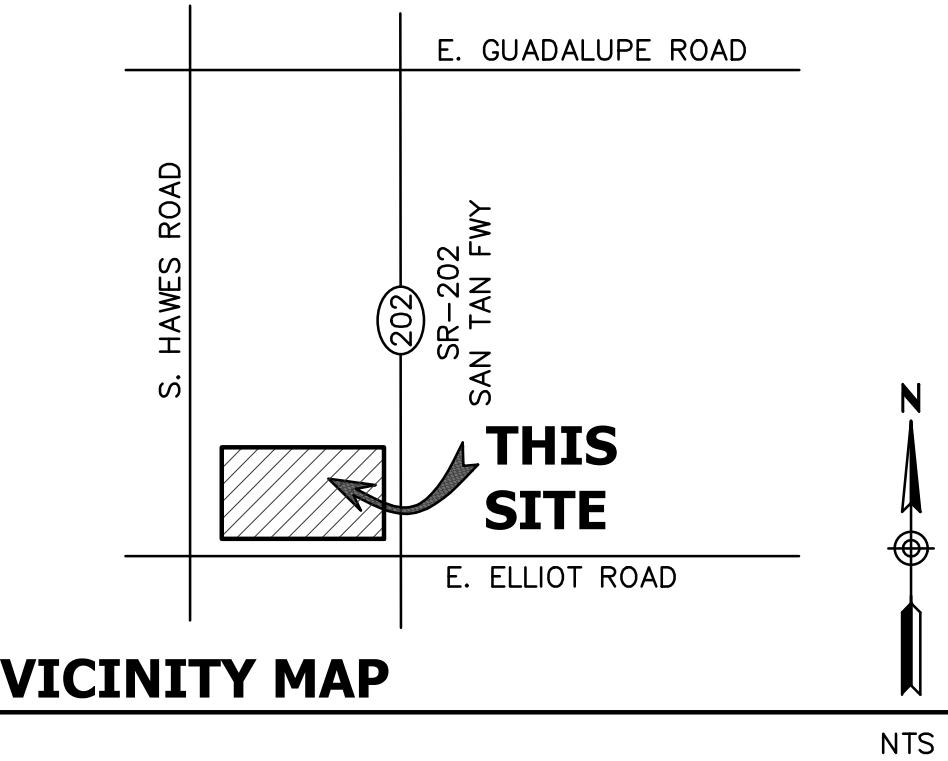 E. GUADALUPE ROAD
S. HAWES ROAD
202
SR-202
SAN TAN FWY
N
THIS
SITE
E. ELLIOT ROAD
VICINITY MAP
NTS